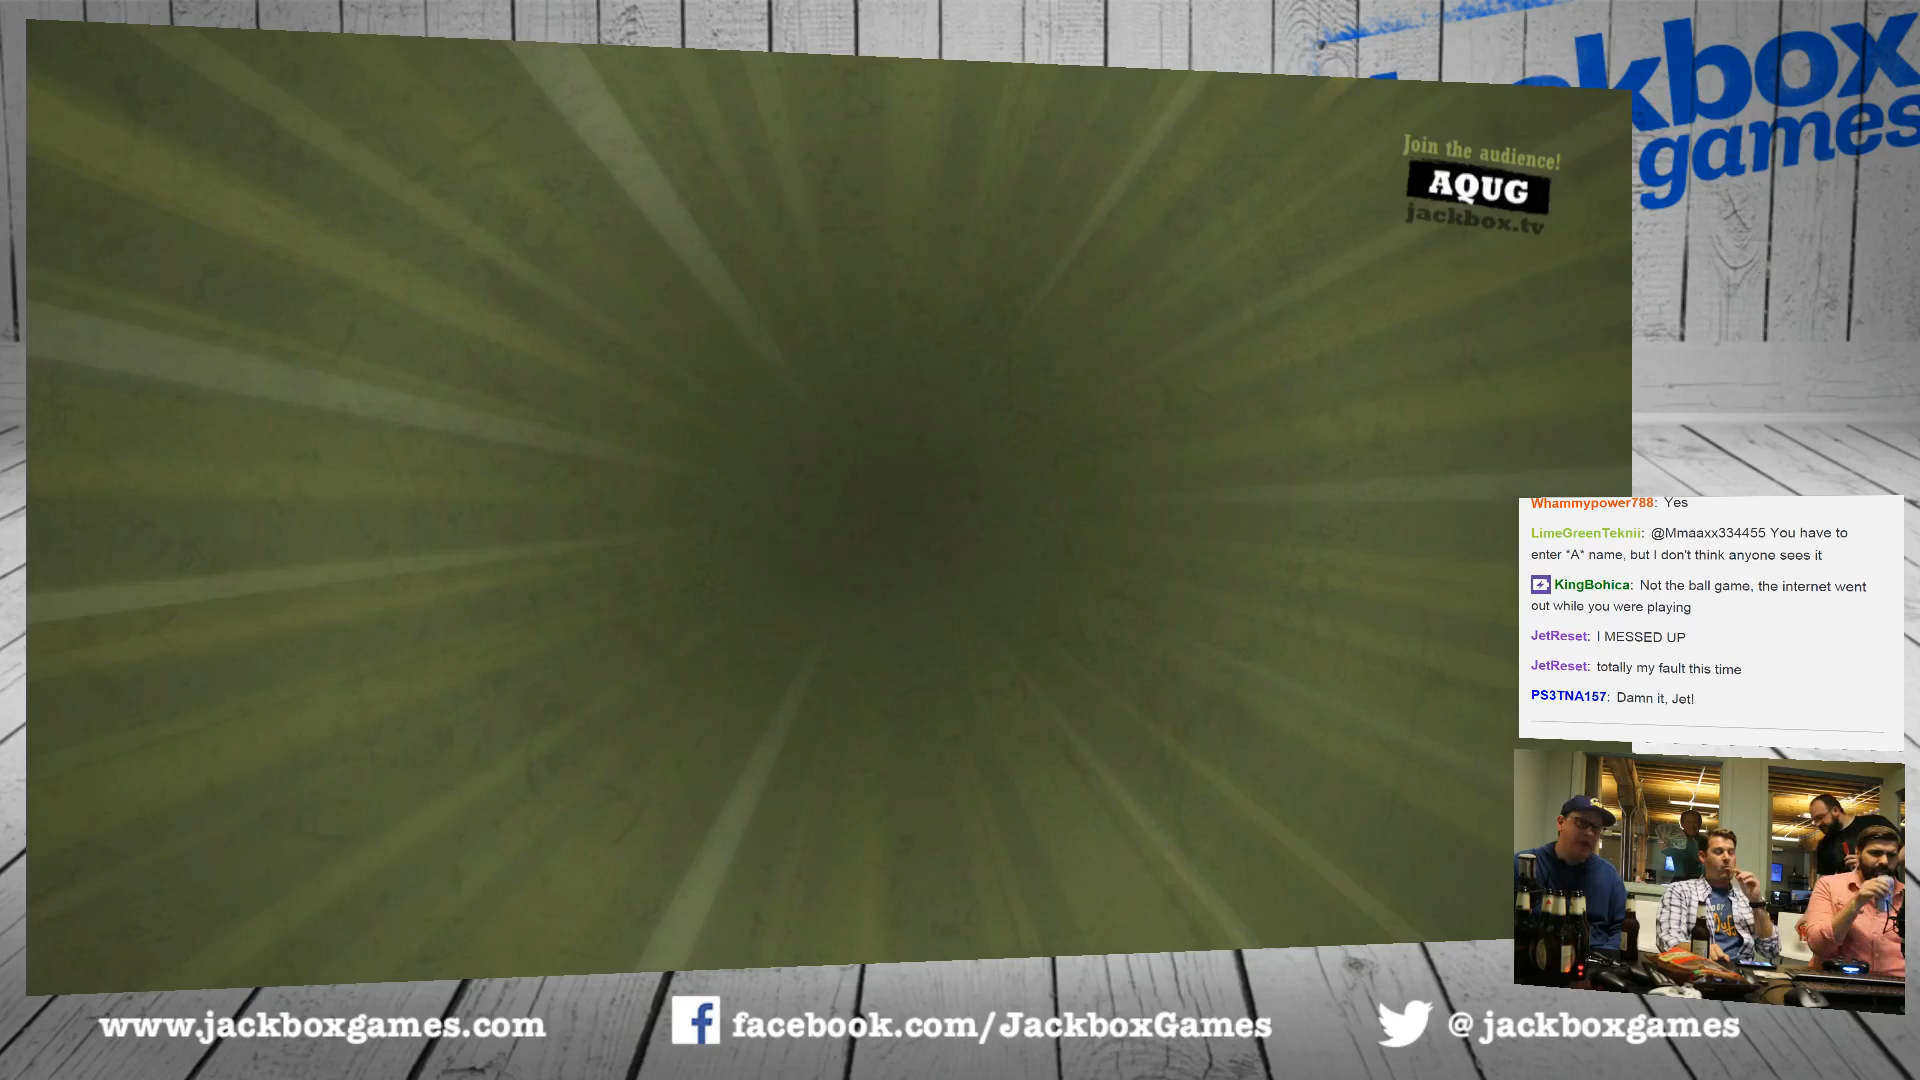 jackbox
games
Join the audience!
AQUG
jackbox.tv
Whammypower788: Yes
LimeGreenTeknii: @Mmaaxx334455 You have to
enter *A* name, but I don't think anyone sees it
KingBohica: Not the ball game, the internet went
out while you were playing
JetReset: I MESSED UP
JetReset: totally my fault this time
PS3TNA157: Damn it, Jet!
www.jackboxgames.com
facebook.com/JackboxGames
@jackboxgames